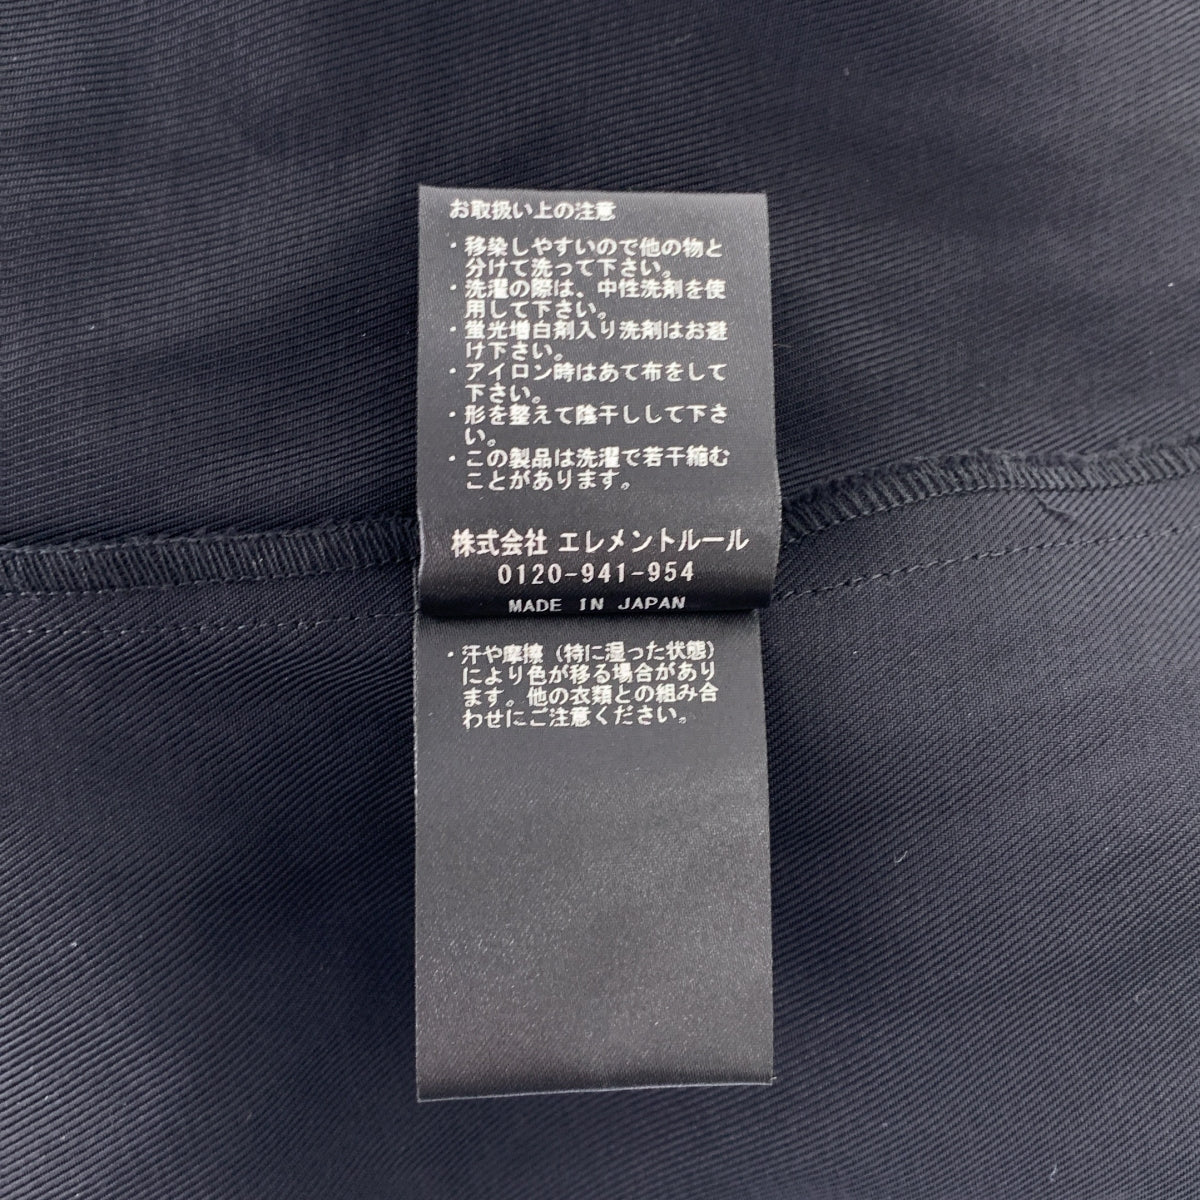 お取扱い上の注意
・移染しやすいので他の物と
分けて洗って下さい。
・洗濯の際は、中性洗剤を使
用して下さい。
・蛍光増白剤入り洗剤はお避
け下さい。
・アイロン時はあて布をして
下さい。
・形を整えて陰干しして下さ
い。
・この製品は洗濯で若干縮む
ことがあります。
株式会社 エレメントルール
0120-941-954
MADE IN JAPAN
・汗や摩擦（特に湿った状態）
により色が移る場合があり
ます。他の衣類との組み合
わせにご注意ください。